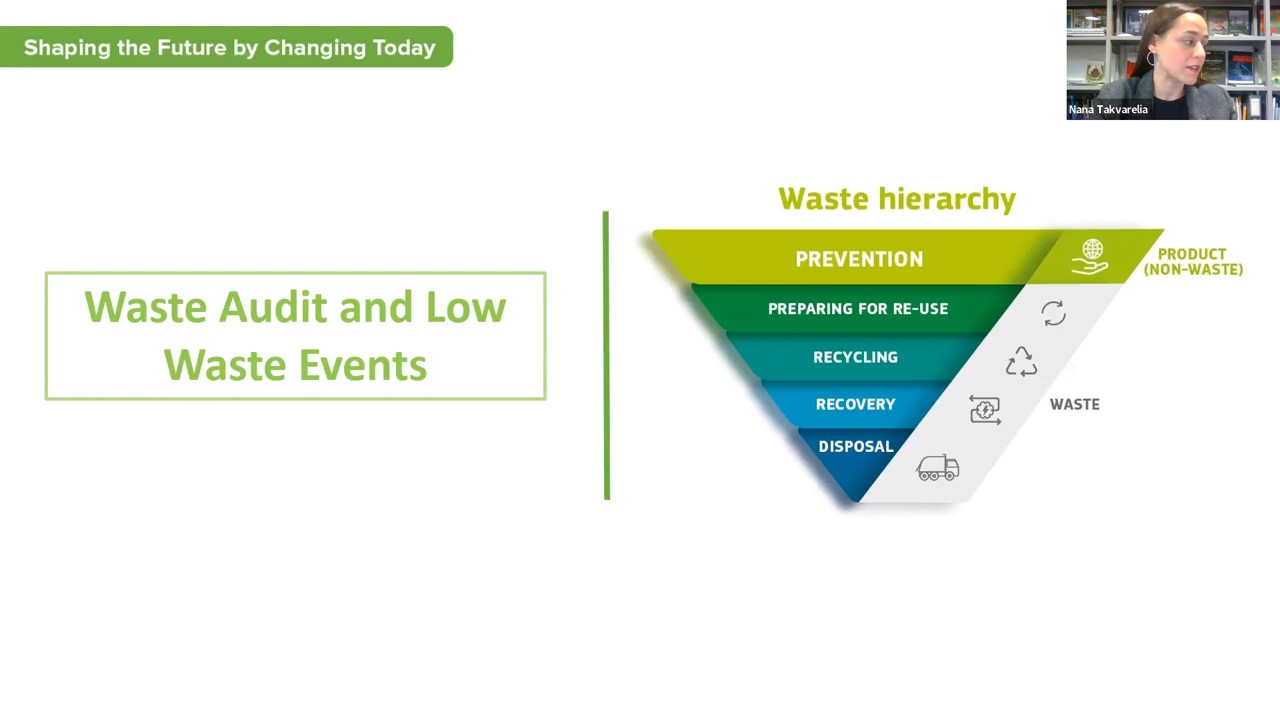 Shaping the Future by Changing Today
Nana Takvarelia
Waste Audit and Low
Waste Events
Waste hierarchy
PREVENTION
PRODUCT
(NON-WASTE)
PREPARING FOR RE-USE
RECYCLING
RECOVERY
WASTE
DISPOSAL